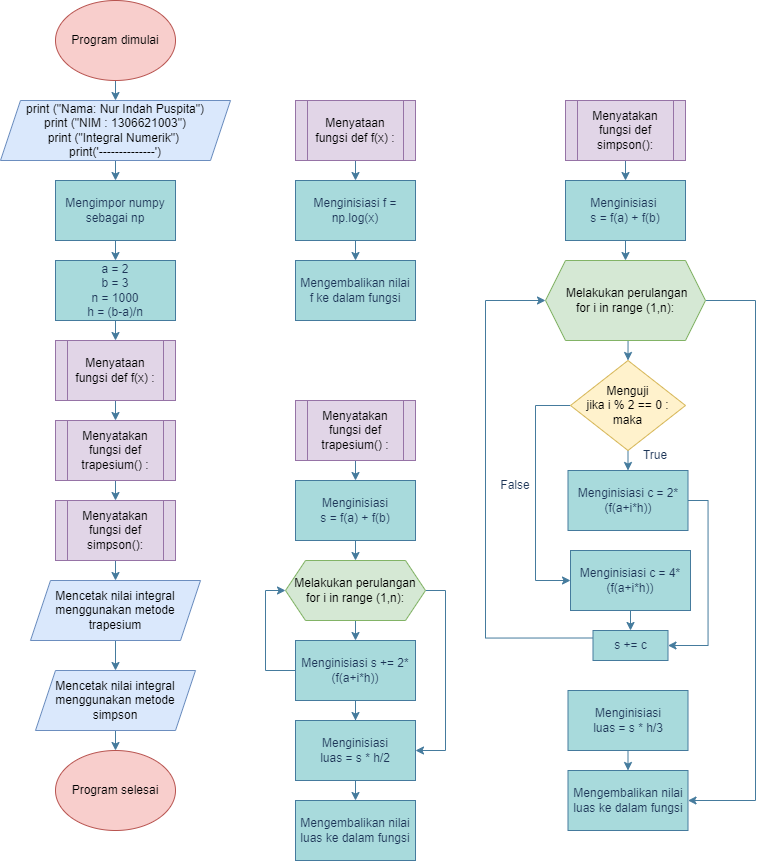 Program dimulai
print ("Nama: Nur Indah Puspita")
print ("NIM : 1306621003")
print ("Integral Numerik")
print('--------------')
Mengimpor numpy
sebagai np
a = 2
b = 3
n = 1000
h = (b-a)/n
Menyataan
fungsi def f(x) :
Menyatakan
fungsi def
trapesium() :
Menyatakan
fungsi def
simpson():
Mencetak nilai integral
menggunakan metode
trapesium
Mencetak nilai integral
menggunakan metode
simpson
Program selesai
Menyataan
fungsi def f(x) :
Menginisiasi f =
np.log(x)
Mengembalikan nilai
f ke dalam fungsi
Menyatakan
fungsi def
trapesium() :
Menginisiasi
s = f(a) + f(b)
Melakukan perulangan
for i in range (1,n):
Menginisiasi s += 2*
(f(a+i*h))
Menginisiasi
luas = s * h/2
Mengembalikan nilai
luas ke dalam fungsi
Menyatakan
fungsi def
simpson():
Menginisiasi
s = f(a) + f(b)
Melakukan perulangan
for i in range (1,n):
Menguji
jika i % 2 == 0 :
maka
True
False
Menginisiasi c = 2*
(f(a+i*h))
Menginisiasi c = 4*
(f(a+i*h))
s += c
Menginisiasi
luas = s * h/3
Mengembalikan nilai
luas ke dalam fungsi